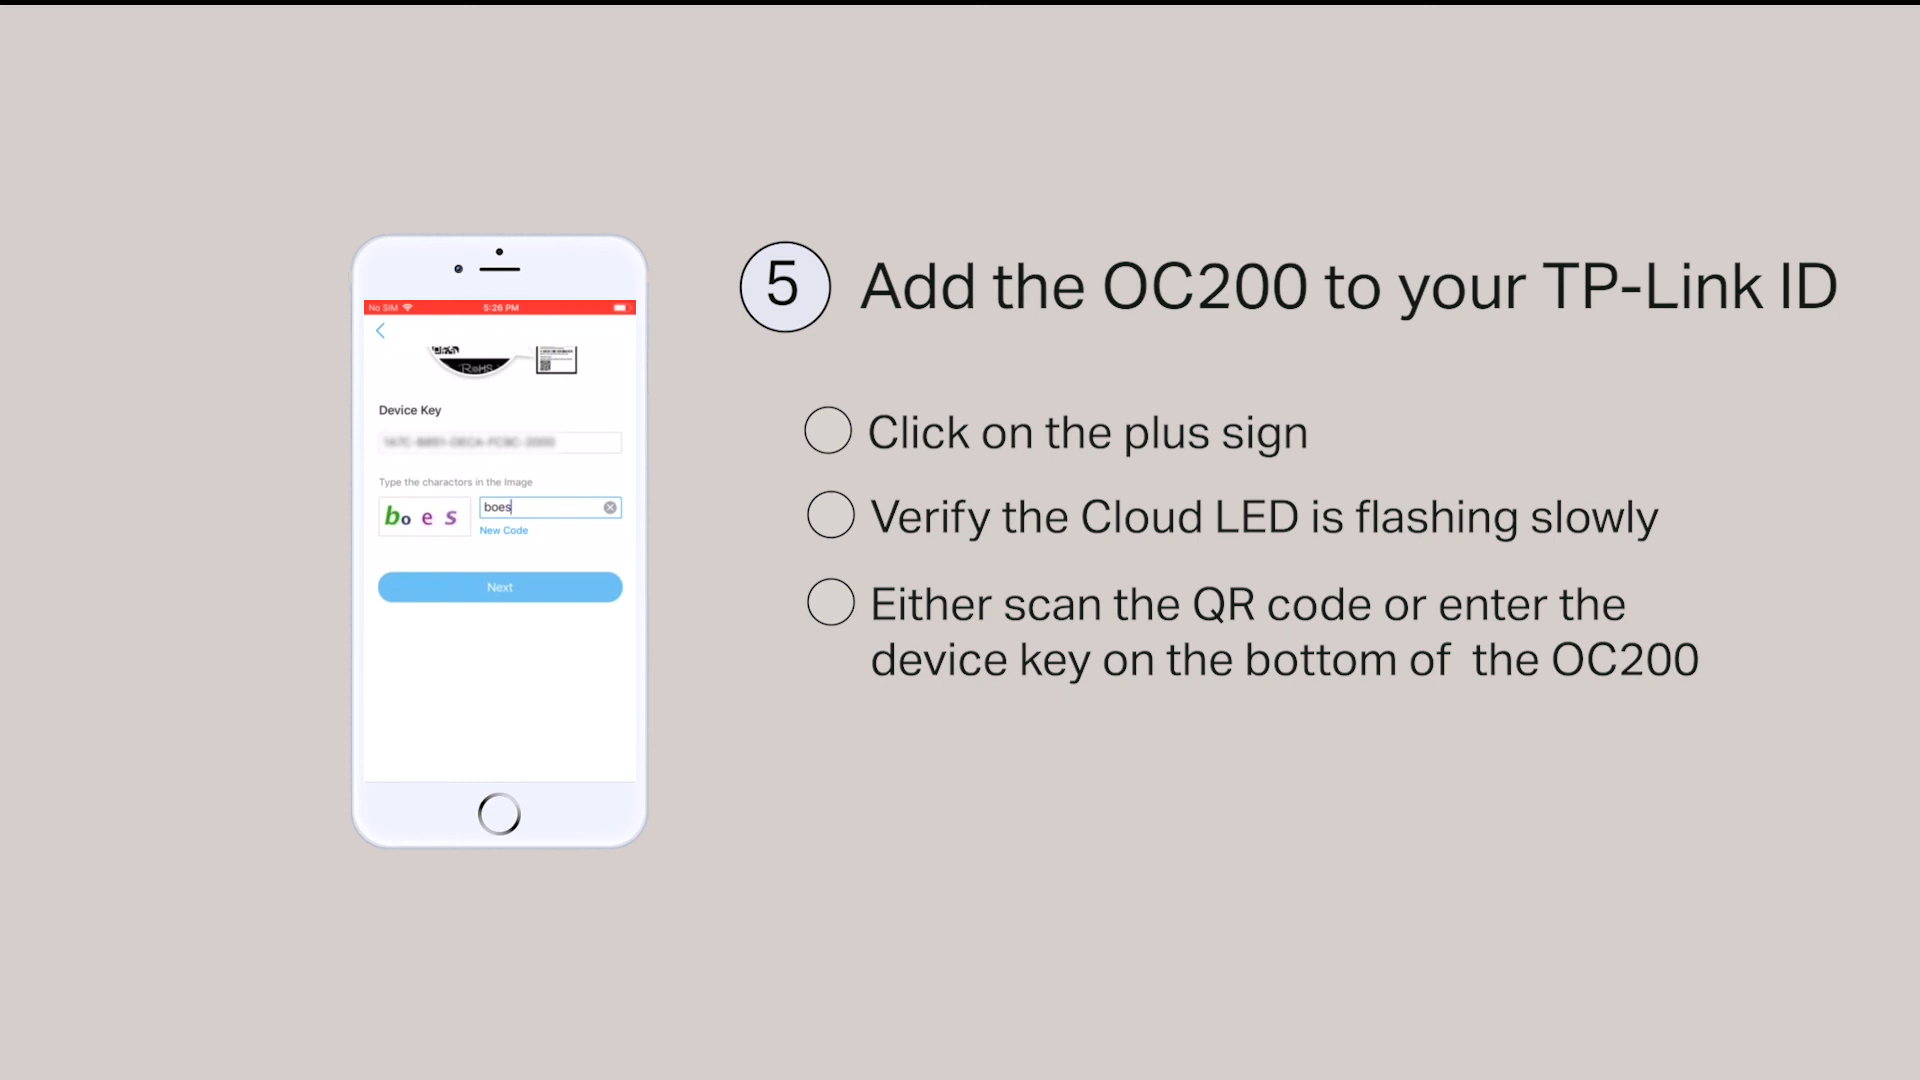 5 Add the OC200 to your TP-Link ID
Click on the plus sign
Verify the Cloud LED is flashing slowly
Either scan the QR code or enter the
device key on the bottom of the OC200
No SIM 5:26 PM
RoHS
Device Key
Type the charactors in the Image
boes boes
New Code
Next